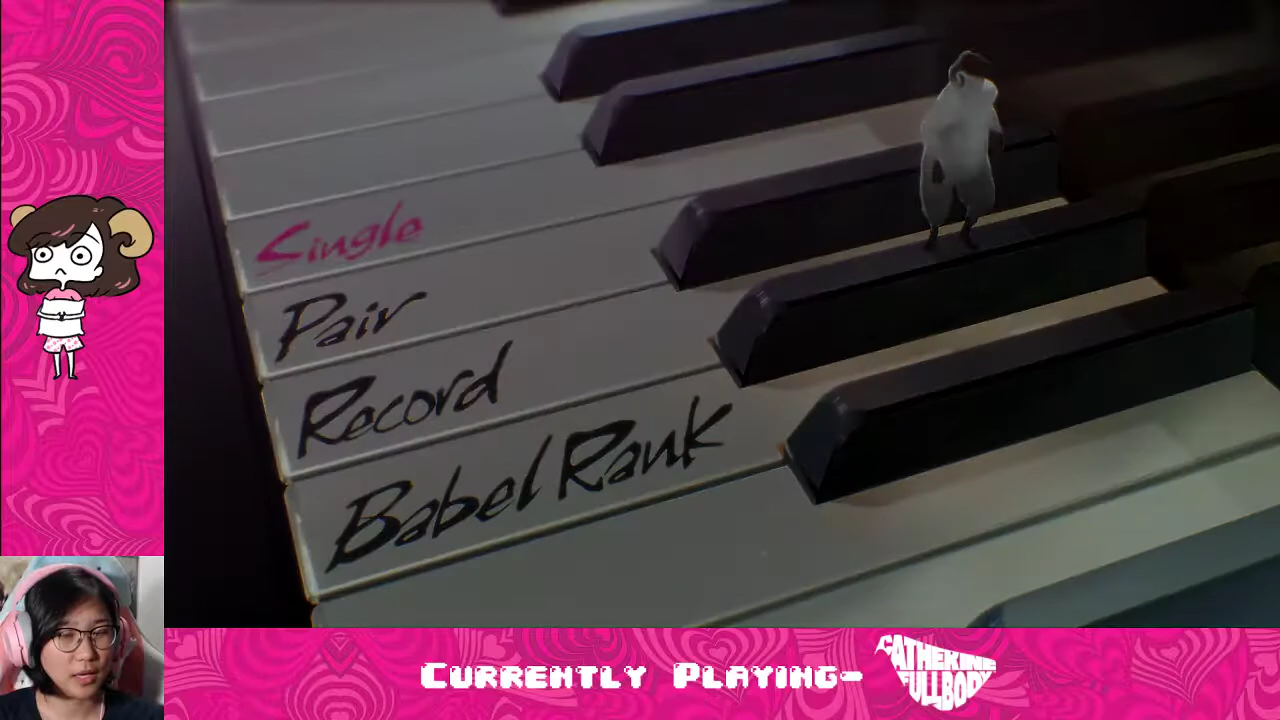 Single
Pair
Record
Babel Rank
Currently Playing-
CATHERINE
FULLBODY